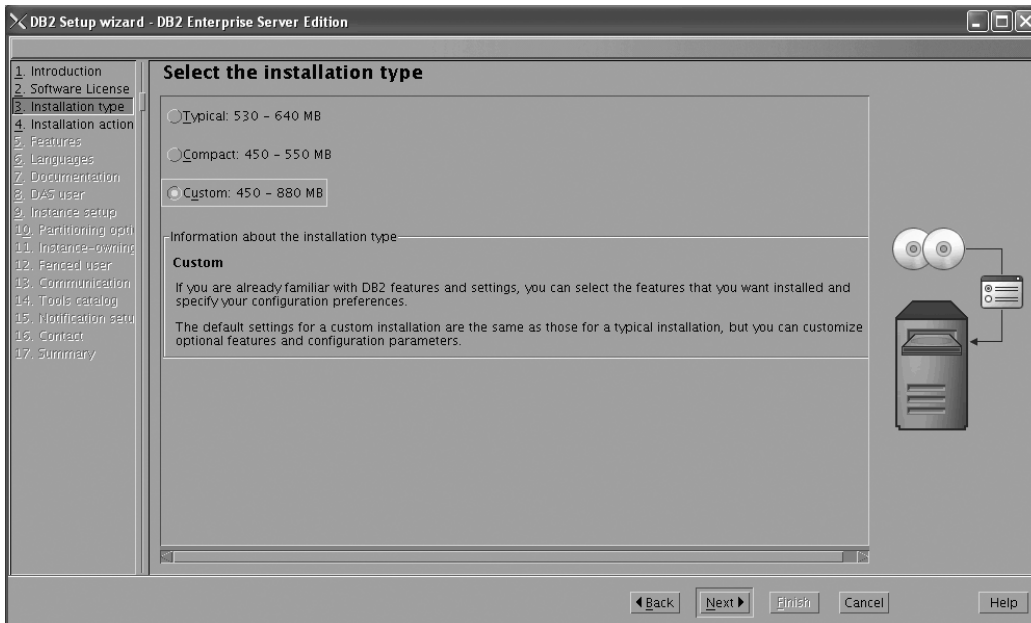 DB2 Setup wizard - DB2 Enterprise Server Edition
1. Introduction
2. Software License
3. Installation type
4. Installation action
5. Features
6. Languages
7. Documentation
8. DAS user
9. Instance setup
10. Partitioning opti
11. Instance-owning
12. Fenced user
13. Communication
14. Tools catalog
15. Notification setu
16. Contact
17. Summary
Select the installation type
Typical: 530 - 640 MB
Compact: 450 - 550 MB
Custom: 450 - 880 MB
Information about the installation type
Custom
If you are already familiar with DB2 features and settings, you can select the features that you want installed and
specify your configuration preferences.
The default settings for a custom installation are the same as those for a typical installation, but you can customize
optional features and configuration parameters.
Back
Next
Finish
Cancel
Help